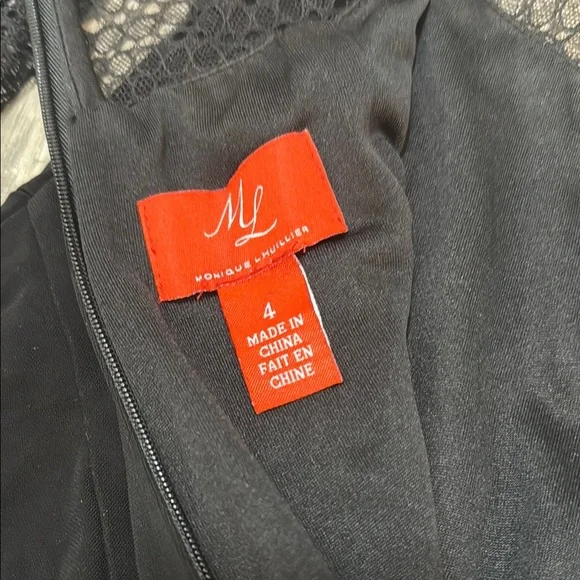 ML
MONIQUE LHUILLIER
4
MADE IN
CHINA
FAIT EN
CHINE